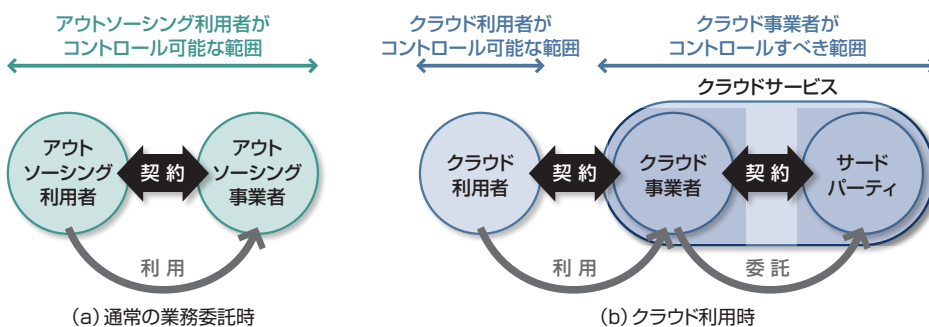 アウトソーシング利用者が
コントロール可能な範囲
アウト
ソーシング
利用者
契約
アウト
ソーシング
事業者
利用
(a)通常の業務委託時
クラウド利用者が
コントロール可能な範囲
クラウド事業者が
コントロールすべき範囲
クラウドサービス
クラウド
利用者
契約
クラウド
事業者
契約
サード
パーティ
利用
委託
(b)クラウド利用時